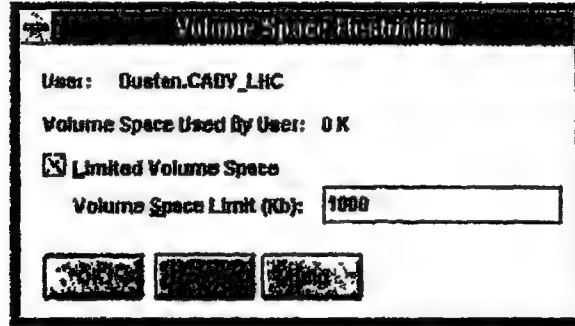 Volume Space Restriction
User: Dusten.CADY_LHC
Volume Space Used By User: 0 K
Limited Volume Space
Volume Space Limit (Kb): 1000